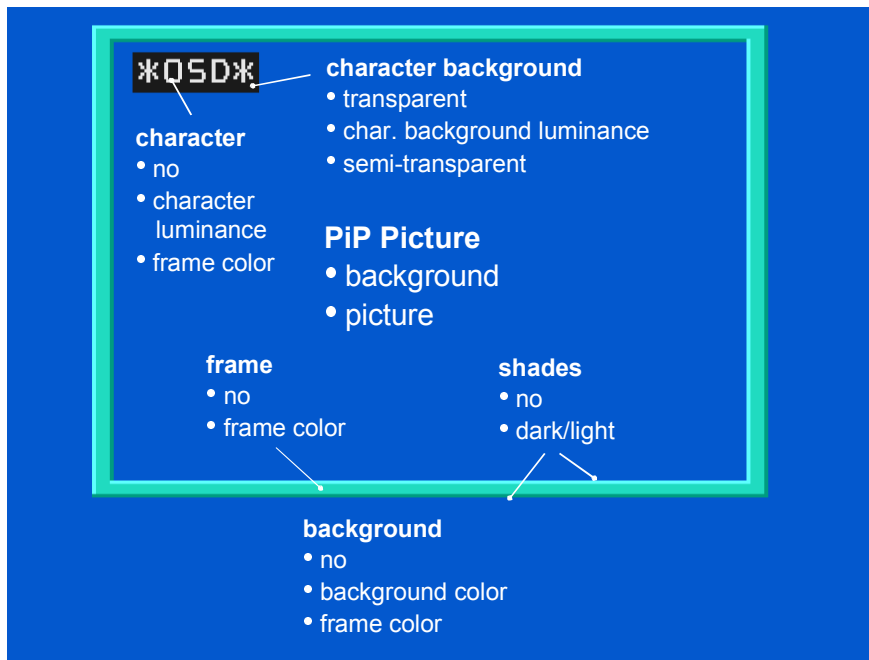 *OSD*
character background
• transparent
• char. background luminance
• semi-transparent
character
• no
• character
luminance
• frame color
PiP Picture
• background
• picture
frame
• no
• frame color
shades
• no
• dark/light
background
• no
• background color
• frame color